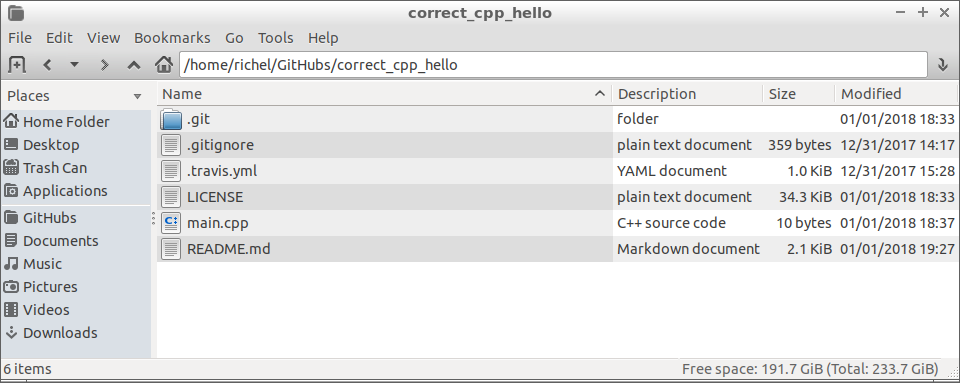 correct_cpp_hello
File Edit View Bookmarks Go Tools Help
/home/richel/GitHubs/correct_cpp_hello
Places
Home Folder
Desktop
Trash Can
Applications
GitHubs
Documents
Music
Pictures
Videos
Downloads
Name Description Size Modified
.git folder 01/01/2018 18:33
.gitignore plain text document 359 bytes 12/31/2017 14:17
.travis.yml YAML document 1.0 KiB 12/31/2017 15:28
LICENSE plain text document 34.3 KiB 01/01/2018 18:33
main.cpp C++ source code 10 bytes 01/01/2018 18:37
README.md Markdown document 2.1 KiB 01/01/2018 19:27
6 items Free space: 191.7 GiB (Total: 233.7 GiB)